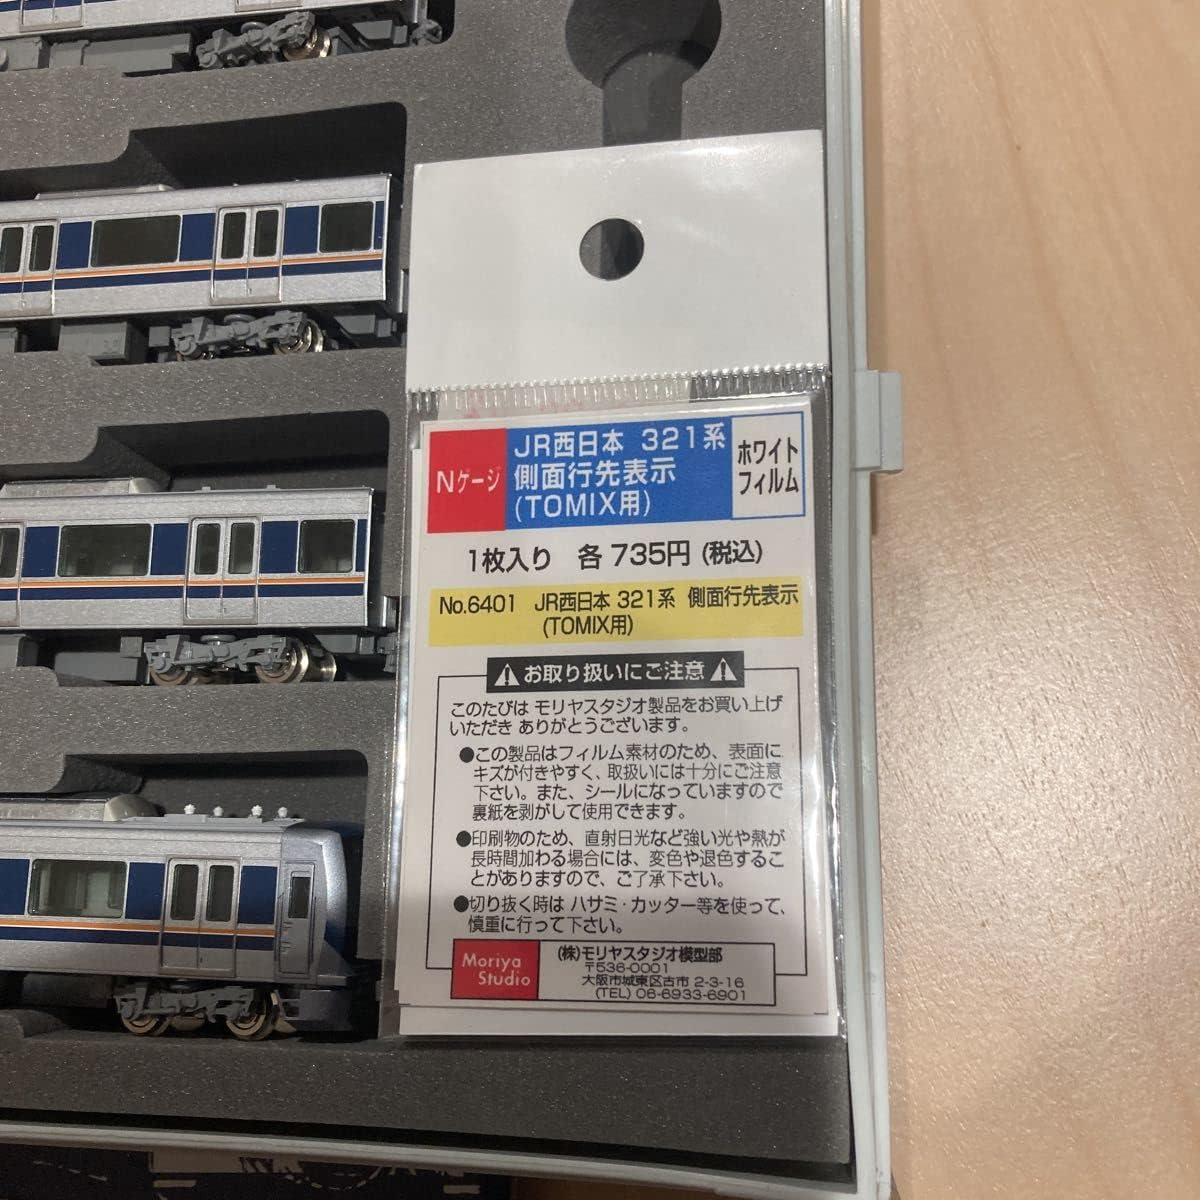 Nゲージ
JR西日本 321系
側面行先表示
(TOMIX用)
ホワイト
フィルム
1枚入り 各 735円 (税込)
No.6401 JR西日本 321系 側面行先表示
(TOMIX用)
お取り扱いにご注意
このたびは モリヤスタジオ製品をお買い上げ
いただき ありがとうございます。
●この製品はフィルム素材のため、表面に
キズが付きやすく、取扱いには十分にご注意
下さい。また、シールになっていますので
裏紙を剥がして使用できます。
●印刷物のため、直射日光など強い光や熱が
長時間加わる場合には、変色や退色するこ
とがありますので、ご了承下さい。
●切り抜く時は ハサミ・カッター等を使って、
慎重に行って下さい。
Moriya
Studio
(株)モリヤスタジオ模型部
〒536-0001
大阪市城東区古市 2-3-16
(TEL) 06-6933-6901